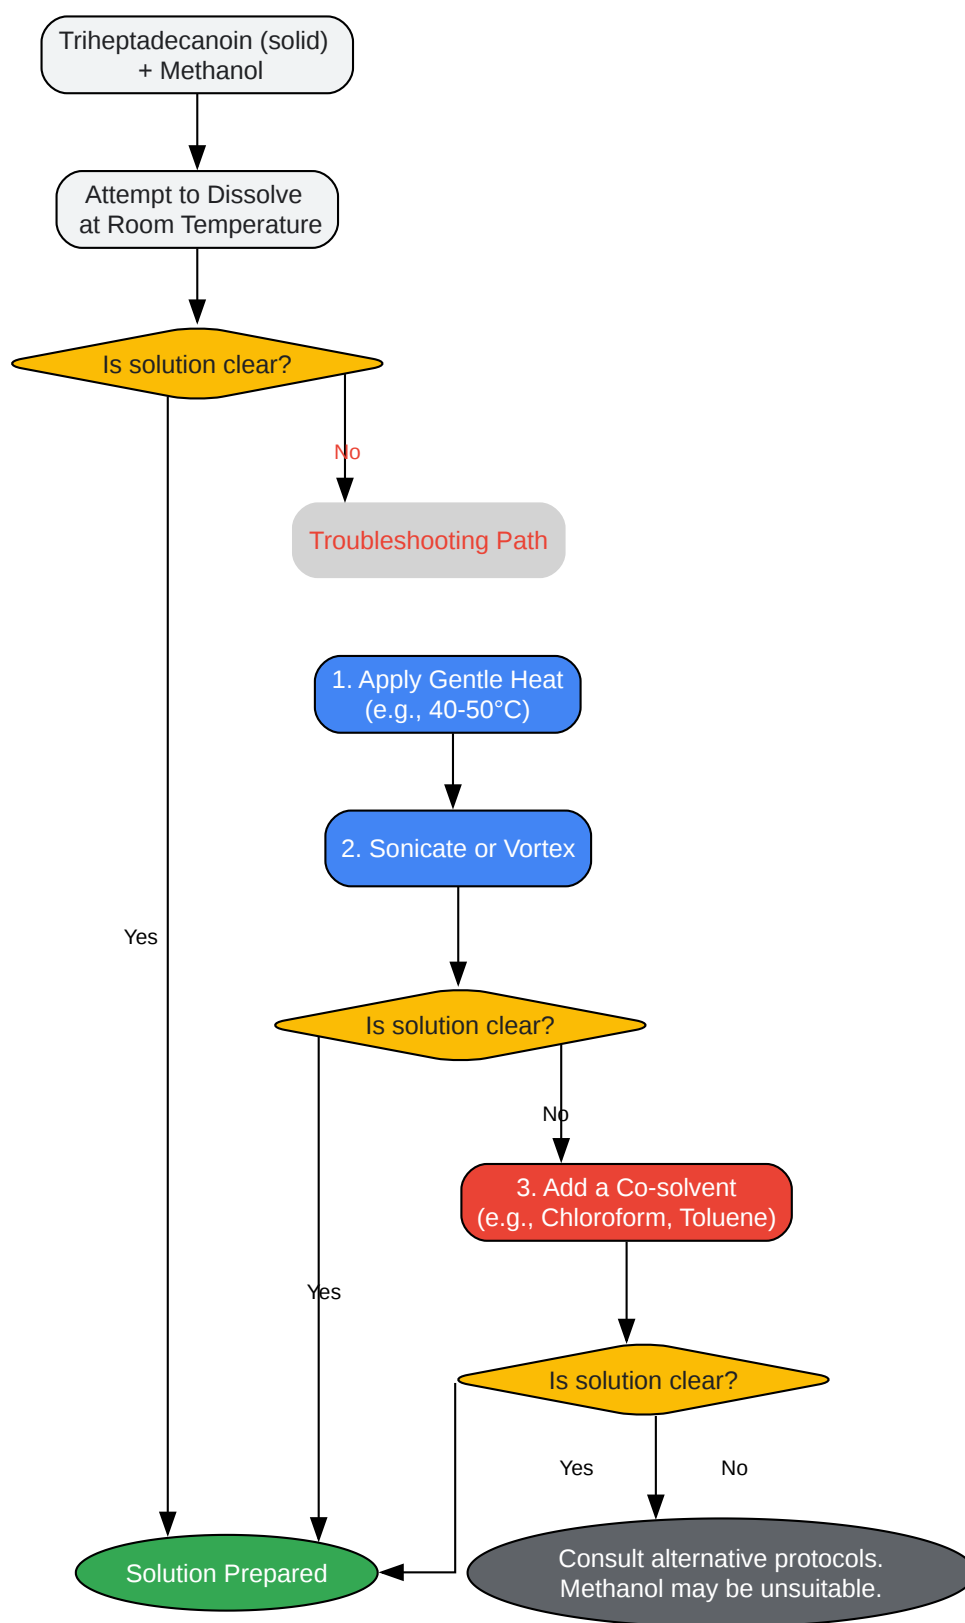 Triheptadecanoin (solid)
+ Methanol
Attempt to Dissolve
at Room Temperature
Is solution clear?
No
Troubleshooting Path
1. Apply Gentle Heat
(e.g., 40-50°C)
2. Sonicate or Vortex
Yes
Is solution clear?
No
3. Add a Co-solvent
(e.g., Chloroform, Toluene)
Yes
Is solution clear?
Yes
No
Solution Prepared
Consult alternative protocols.
Methanol may be unsuitable.